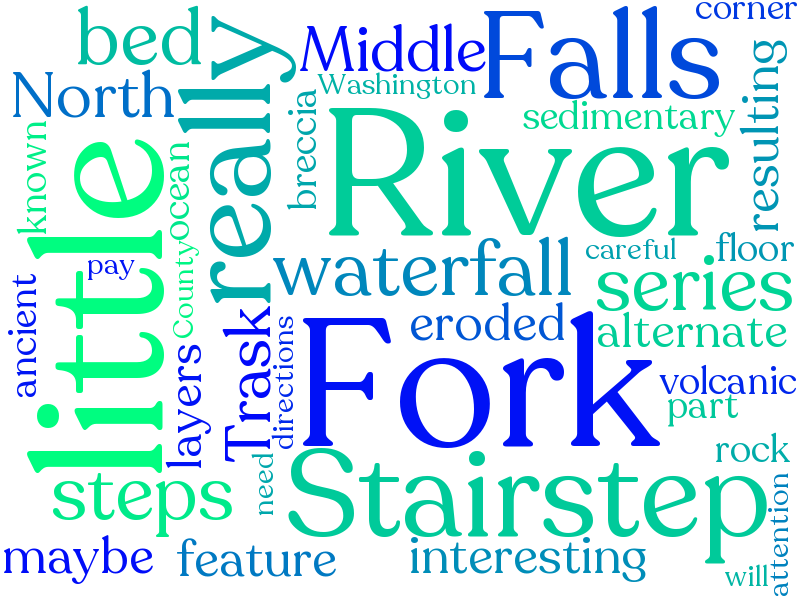 corner
bed
Middle
Falls
North
really
Washington
resulting
sedimentary
breccia
River
known
little
ocean
pay
County
waterfall
careful
floor
series
ancient
Trask
eroded
alternate
layers
directions
Fork
volcanic
part
rock
steps
need
Stairstep
attention
maybe
feature
interesting
will